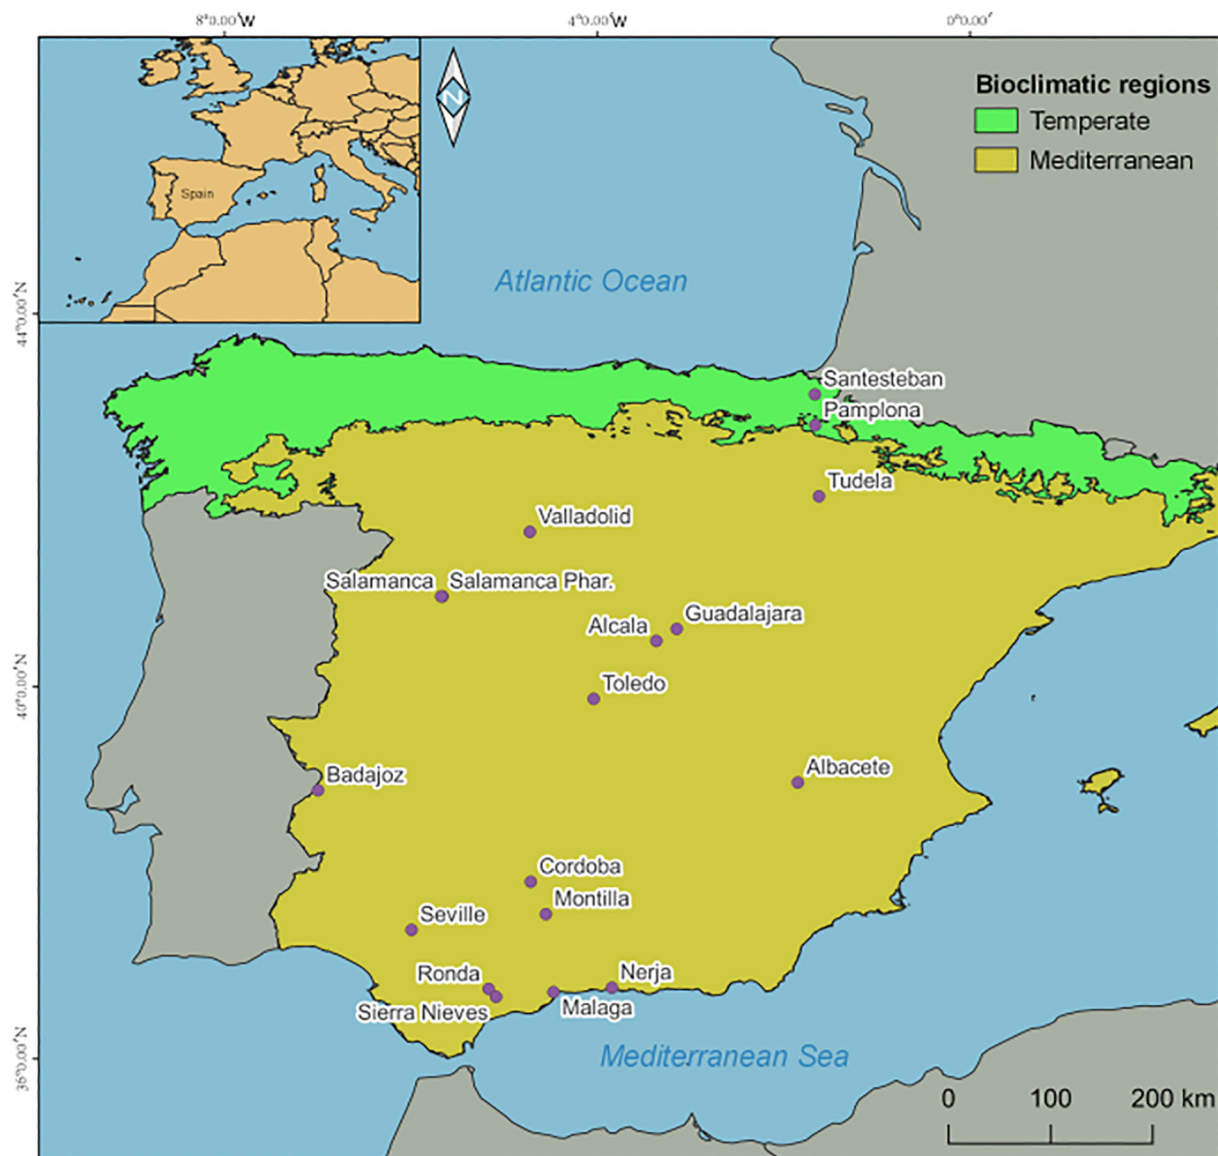 8°0.00'W
4°0.00'W
0°0.00'
Bioclimatic regions
Temperate
Mediterranean
Spain
N
Atlantic Ocean
44°0.00'N
Santesteban
Pamplona
Tudela
Valladolid
Salamanca
Salamanca Phar.
Guadalajara
Alcala
40°0.00'N
Toledo
Albacete
Badajoz
Cordoba
Montilla
Seville
Ronda
Nerja
Sierra Nieves
Malaga
36°0.00'N
Mediterranean Sea
0
100
200 km